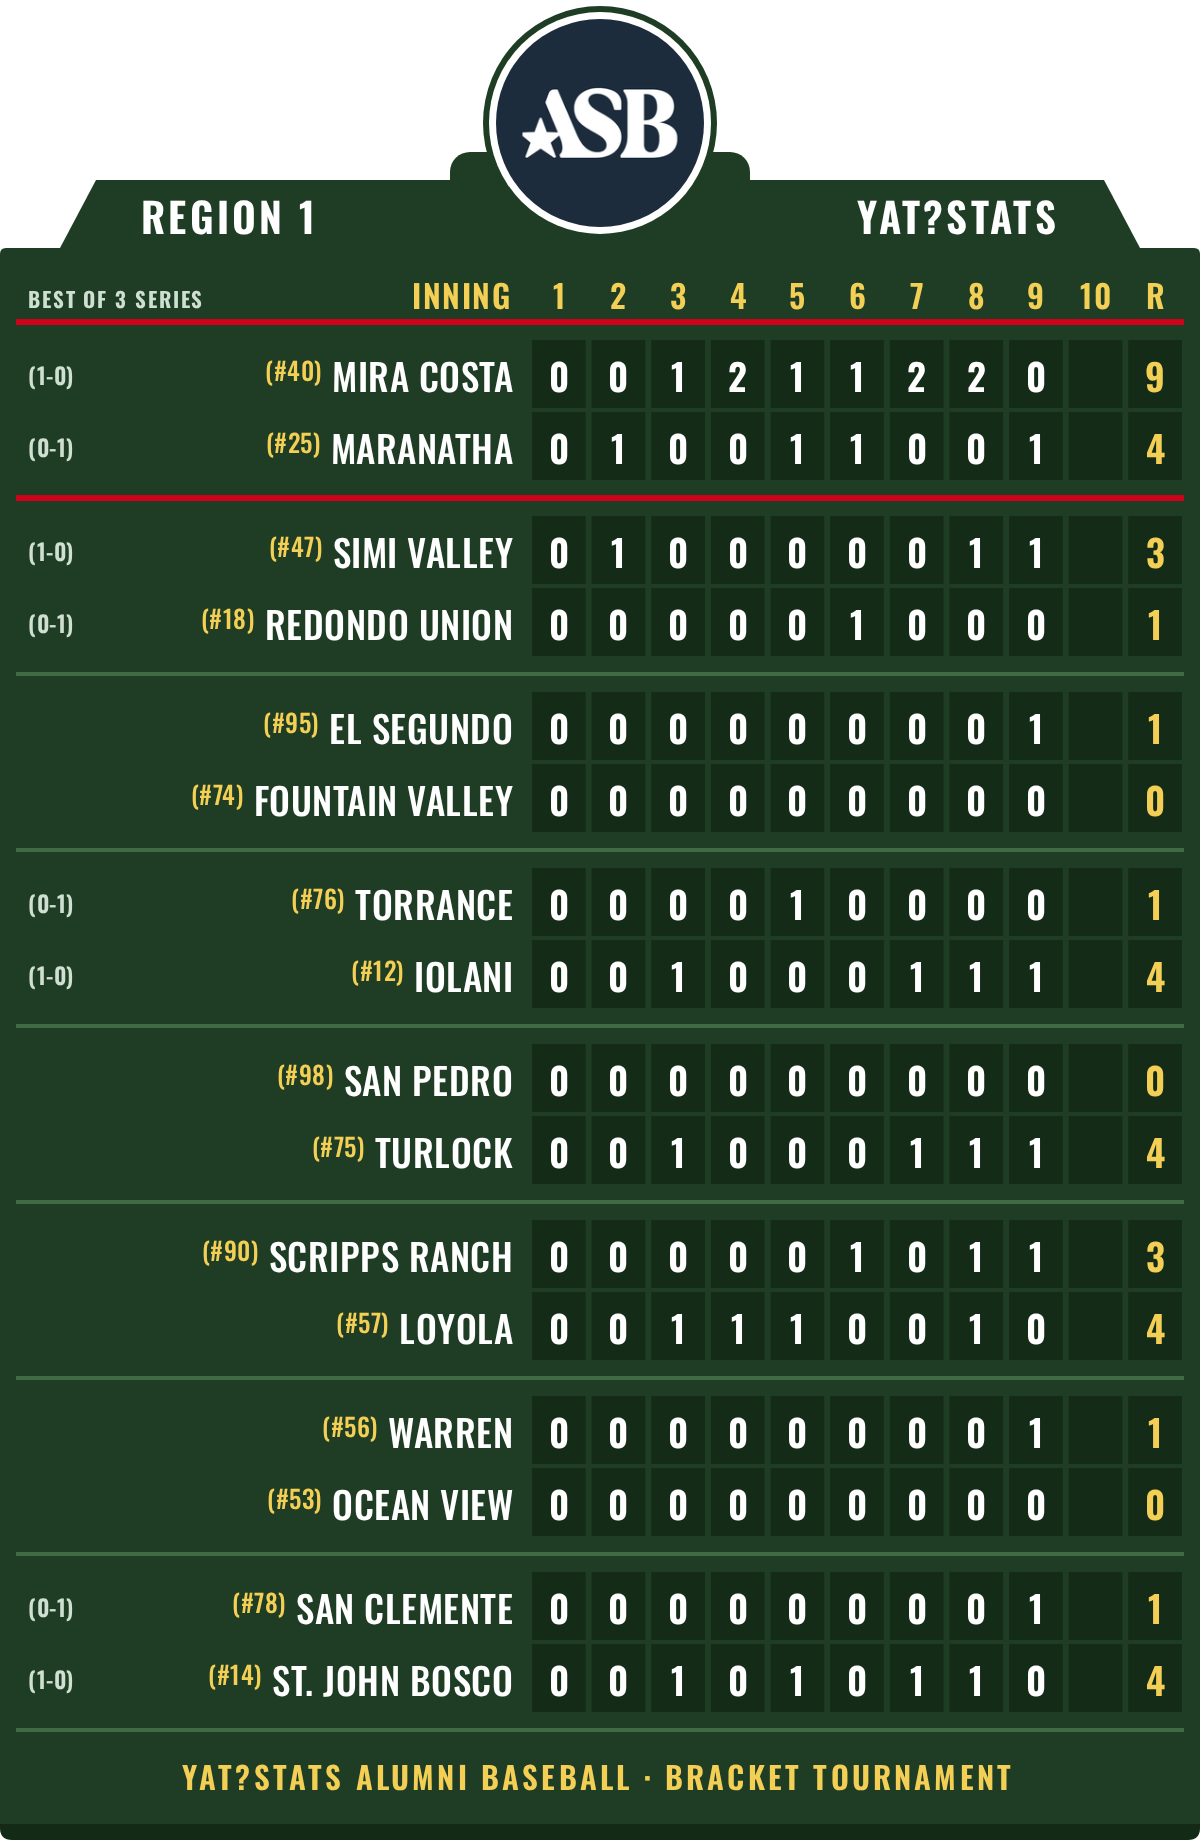 ASB
REGION 1 YAT?STATS
BEST OF 3 SERIES INNING 1 2 3 4 5 6 7 8 9 10 R
(1-0) (#40) MIRA COSTA 0 0 1 2 1 1 2 2 0 9
(0-1) (#25) MARANATHA 0 1 0 0 1 1 0 0 1 4
(1-0) (#47) SIMI VALLEY 0 1 0 0 0 0 0 1 1 3
(0-1) (#18) REDONDO UNION 0 0 0 0 0 1 0 0 0 1
(#95) EL SEGUNDO 0 0 0 0 0 0 0 0 1 1
(#74) FOUNTAIN VALLEY 0 0 0 0 0 0 0 0 0 0
(0-1) (#76) TORRANCE 0 0 0 0 1 0 0 0 0 1
(1-0) (#12) IOLANI 0 0 1 0 0 0 1 1 1 4
(#98) SAN PEDRO 0 0 0 0 0 0 0 0 0 0
(#75) TURLOCK 0 0 1 0 0 0 1 1 1 4
(#90) SCRIPPS RANCH 0 0 0 0 0 1 0 1 1 3
(#57) LOYOLA 0 0 1 1 1 0 0 1 0 4
(#56) WARREN 0 0 0 0 0 0 0 0 1 1
(#53) OCEAN VIEW 0 0 0 0 0 0 0 0 0 0
(0-1) (#78) SAN CLEMENTE 0 0 0 0 0 0 0 0 1 1
(1-0) (#14) ST. JOHN BOSCO 0 0 1 0 1 0 1 1 0 4
YAT?STATS ALUMNI BASEBALL · BRACKET TOURNAMENT